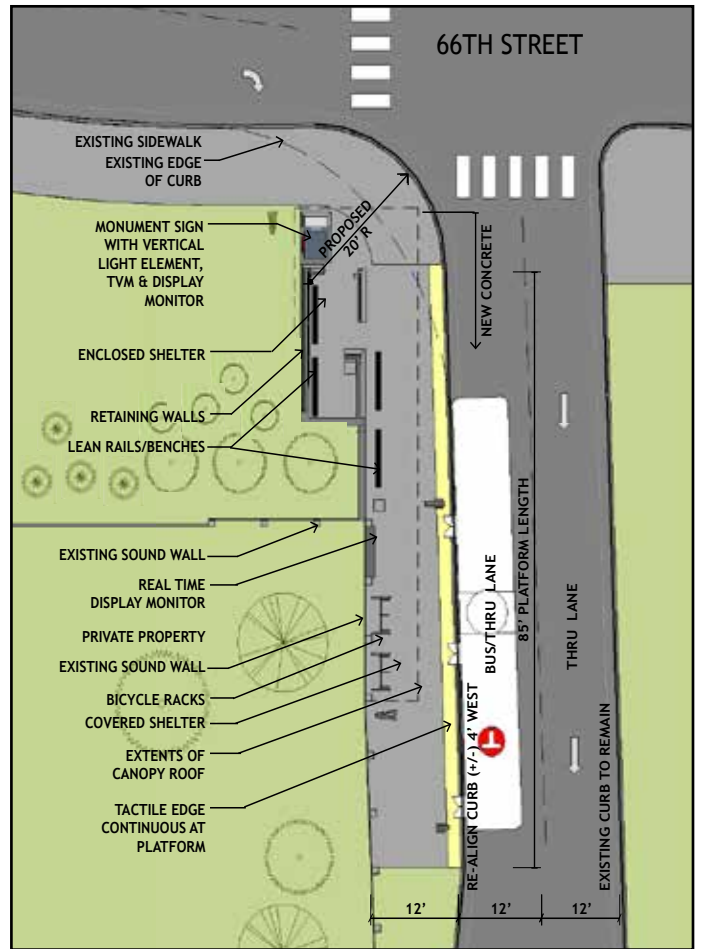 66TH STREET
EXISTING SIDEWALK
EXISTING EDGE
OF CURB
MONUMENT SIGN
WITH VERTICAL
LIGHT ELEMENT,
TVM & DISPLAY
MONITOR
PROPOSED
20' R
NEW CONCRETE
ENCLOSED SHELTER
RETAINING WALLS
LEAN RAILS/BENCHES
EXISTING SOUND WALL
REAL TIME
DISPLAY MONITOR
PRIVATE PROPERTY
EXISTING SOUND WALL
BICYCLE RACKS
COVERED SHELTER
EXTENTS OF
CANOPY ROOF
TACTILE EDGE
CONTINUOUS AT
PLATFORM
RE-ALIGN CURB (+/-) 4' WEST
BUS/THRU LANE
85' PLATFORM LENGTH
THRU LANE
EXISTING CURB TO REMAIN
T
12'
12'
12'